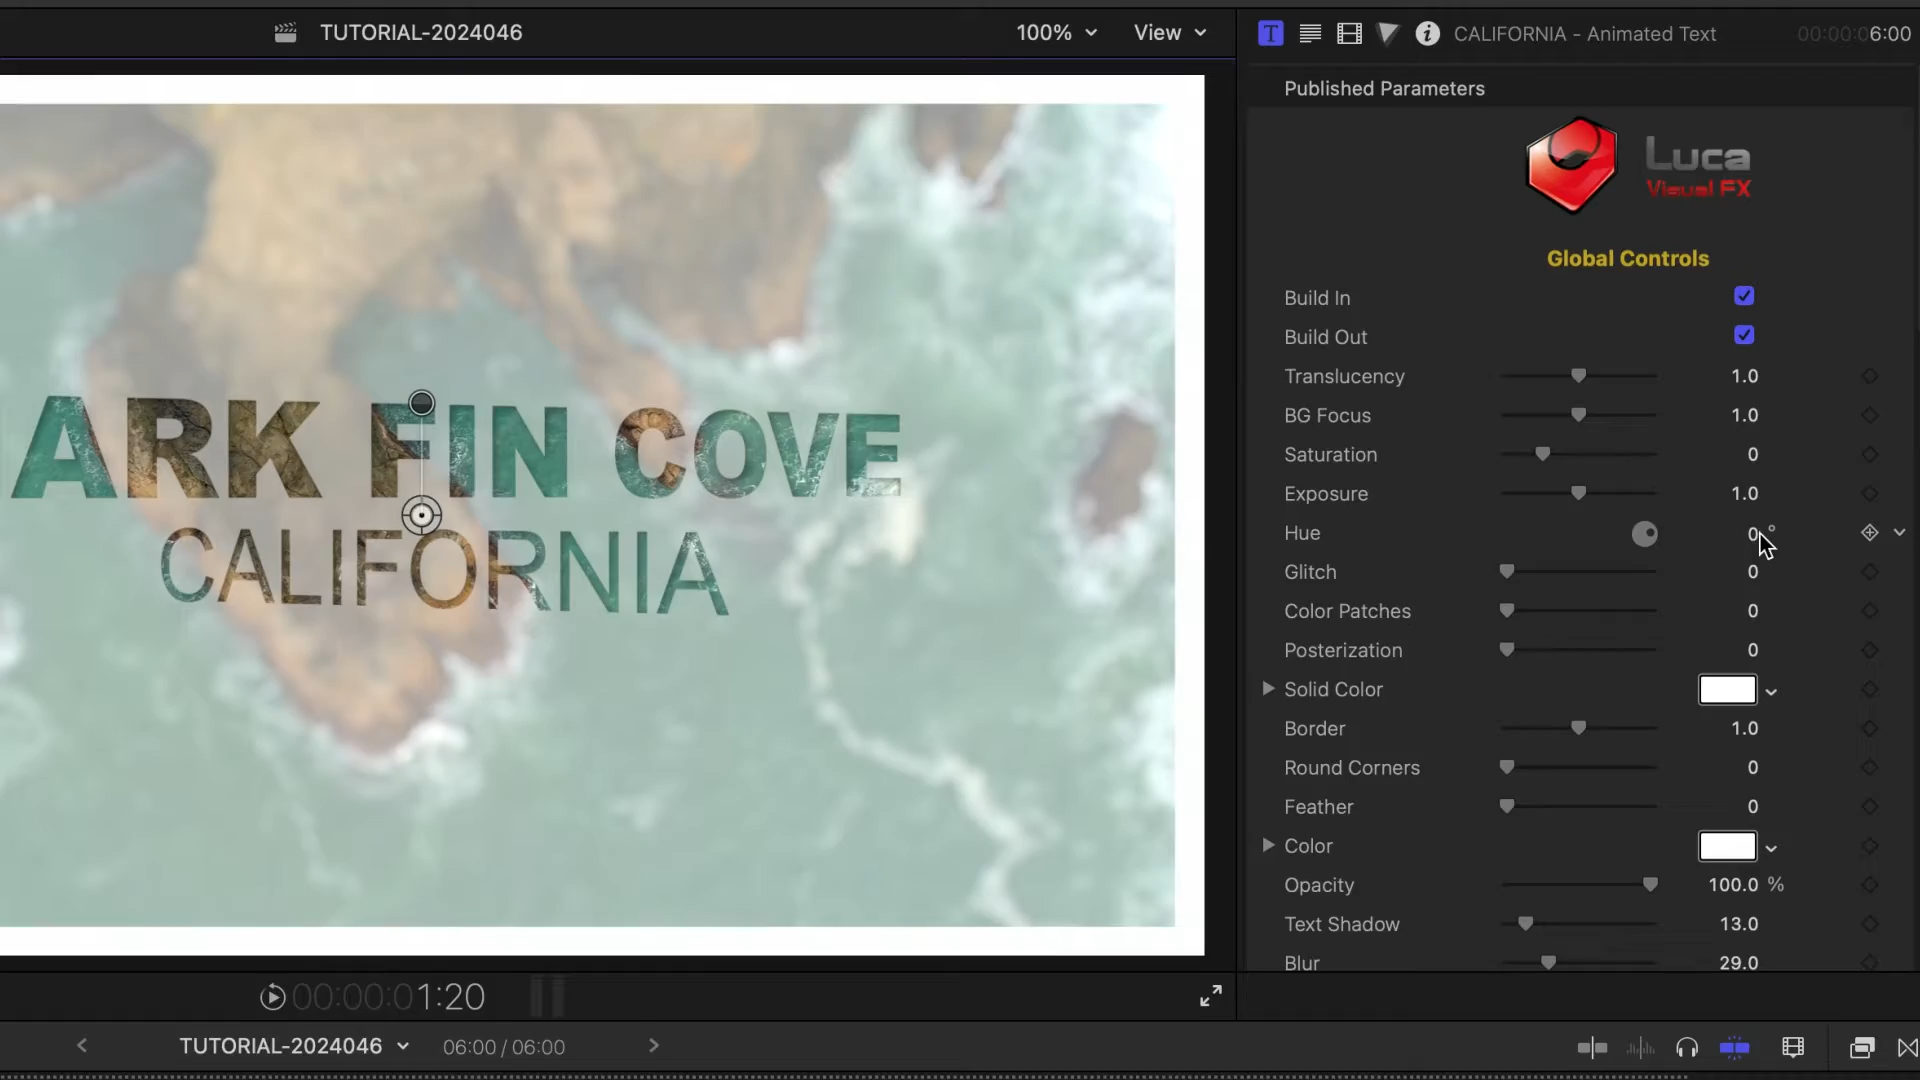 TUTORIAL-2024046
100%
View
T
CALIFORNIA - Animated Text
00:00:06:00
Published Parameters
Luca
Visual FX
Global Controls
Build In
Build Out
Translucency 1.0
BG Focus 1.0
Saturation 0
Exposure 1.0
Hue 0 °
Glitch 0
Color Patches 0
Posterization 0
Solid Color
Border 1.0
Round Corners 0
Feather 0
Color
Opacity 100.0 %
Text Shadow 13.0
Blur 29.0
ARK FIN COVE
CALIFORNIA
00:00:01:20
TUTORIAL-2024046
06:00 / 06:00